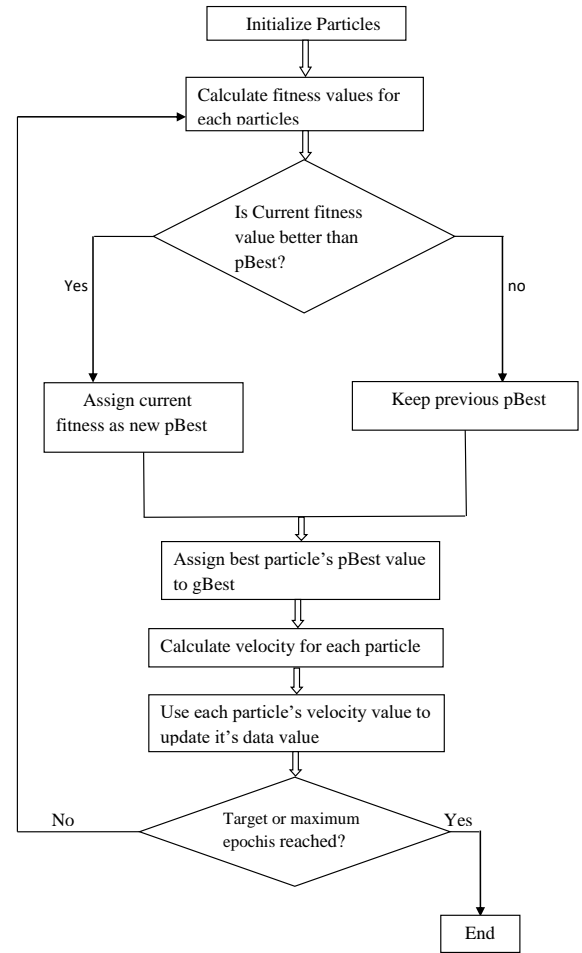 Initialize Particles
Calculate fitness values for
each particles
Is Current fitness
value better than
pBest?
Yes
no
Assign current
fitness as new pBest
Keep previous pBest
Assign best particle's pBest value
to gBest
Calculate velocity for each particle
Use each particle's velocity value to
update it's data value
No
Target or maximum
epochis reached?
Yes
End